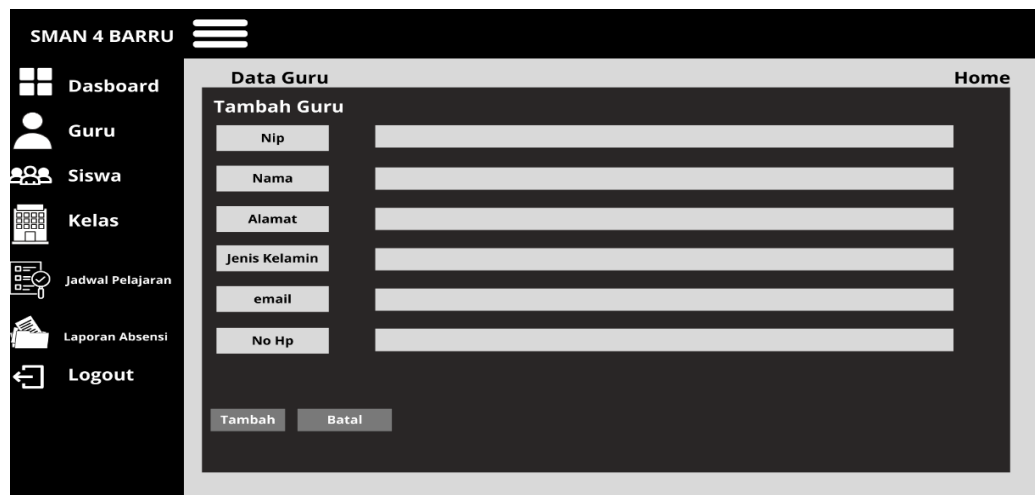 SMAN 4 BARRU
Dasboard
Guru
Siswa
Kelas
Jadwal Pelajaran
Laporan Absensi
Logout
Data Guru
Home
Tambah Guru
Nip
Nama
Alamat
Jenis Kelamin
email
No Hp
Tambah
Batal